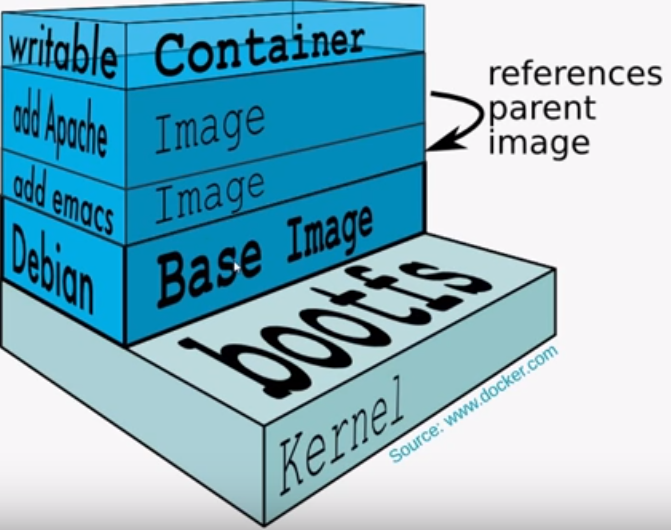 writable Container
add Apache Image
add emacs Image
Debian Base Image
references
parent
image
bootfs
Kernel
Source: www.docker.com